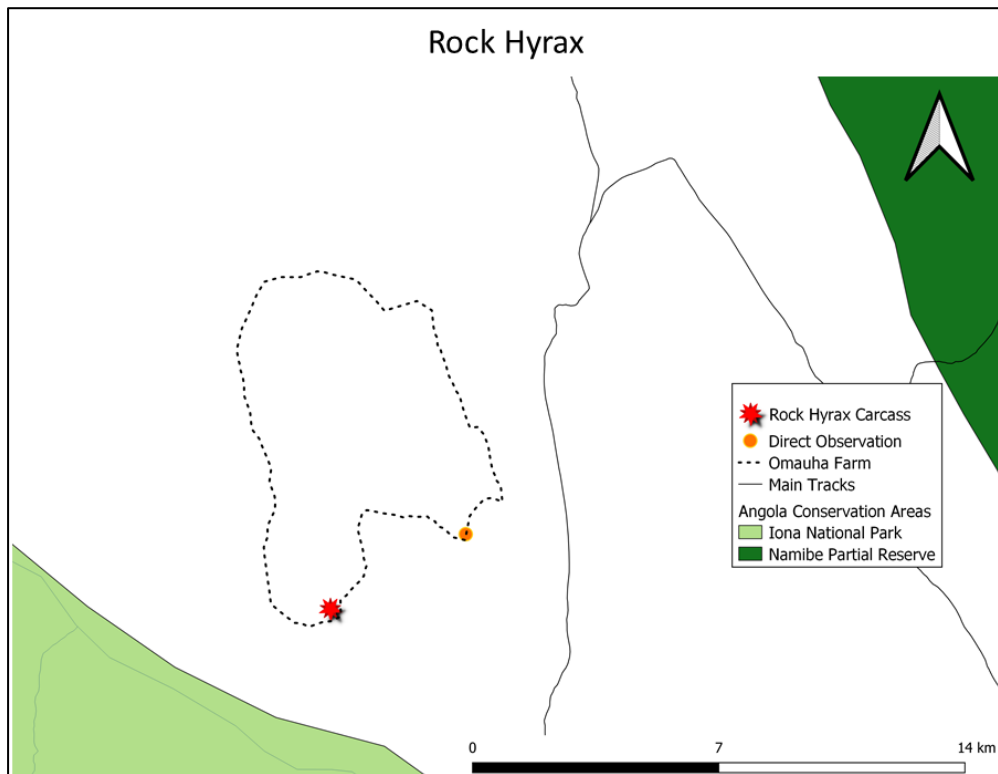 Rock Hyrax
Rock Hyrax Carcass
Direct Observation
Omauha Farm
Main Tracks
Angola Conservation Areas
Iona National Park
Namibe Partial Reserve
0 7 14 km